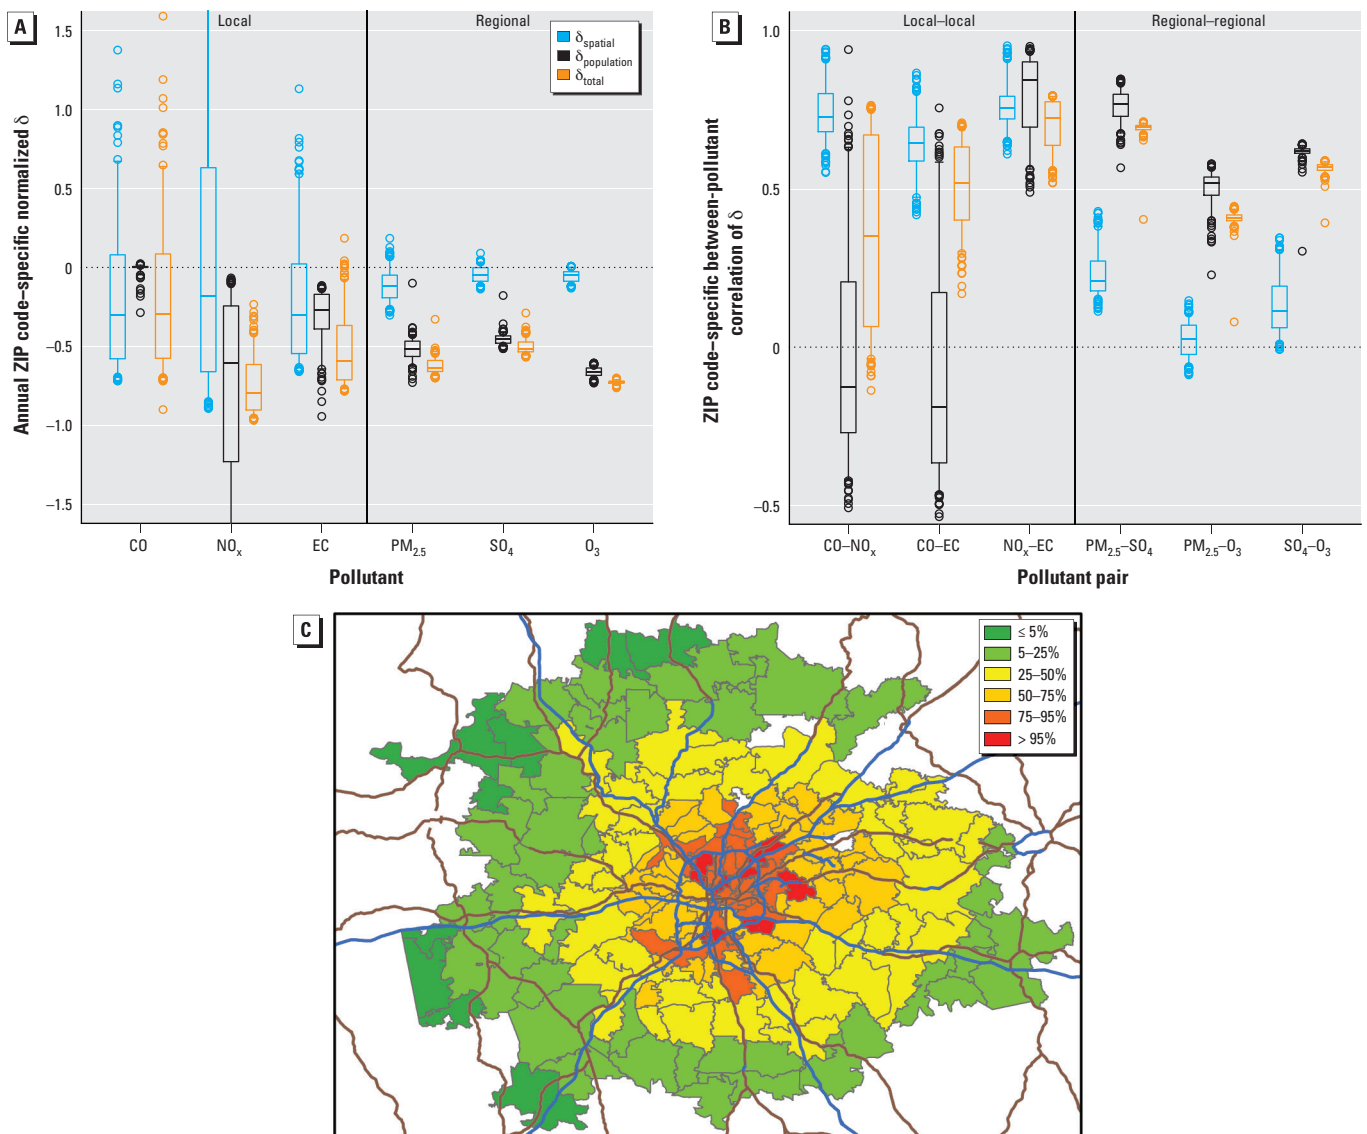 A
Local
Regional
δspatial
δpopulation
δtotal
Annual ZIP code–specific normalized δ
1.5
1.0
0.5
0
–0.5
–1.0
–1.5
CO
NOx
EC
PM2.5
SO4
O3
Pollutant
B
Local–local
Regional–regional
ZIP code–specific between-pollutant
correlation of δ
1.0
0.5
0
–0.5
CO–NOx
CO–EC
NOx–EC
PM2.5–SO4
PM2.5–O3
SO4–O3
Pollutant pair
C
≤ 5%
5–25%
25–50%
50–75%
75–95%
> 95%